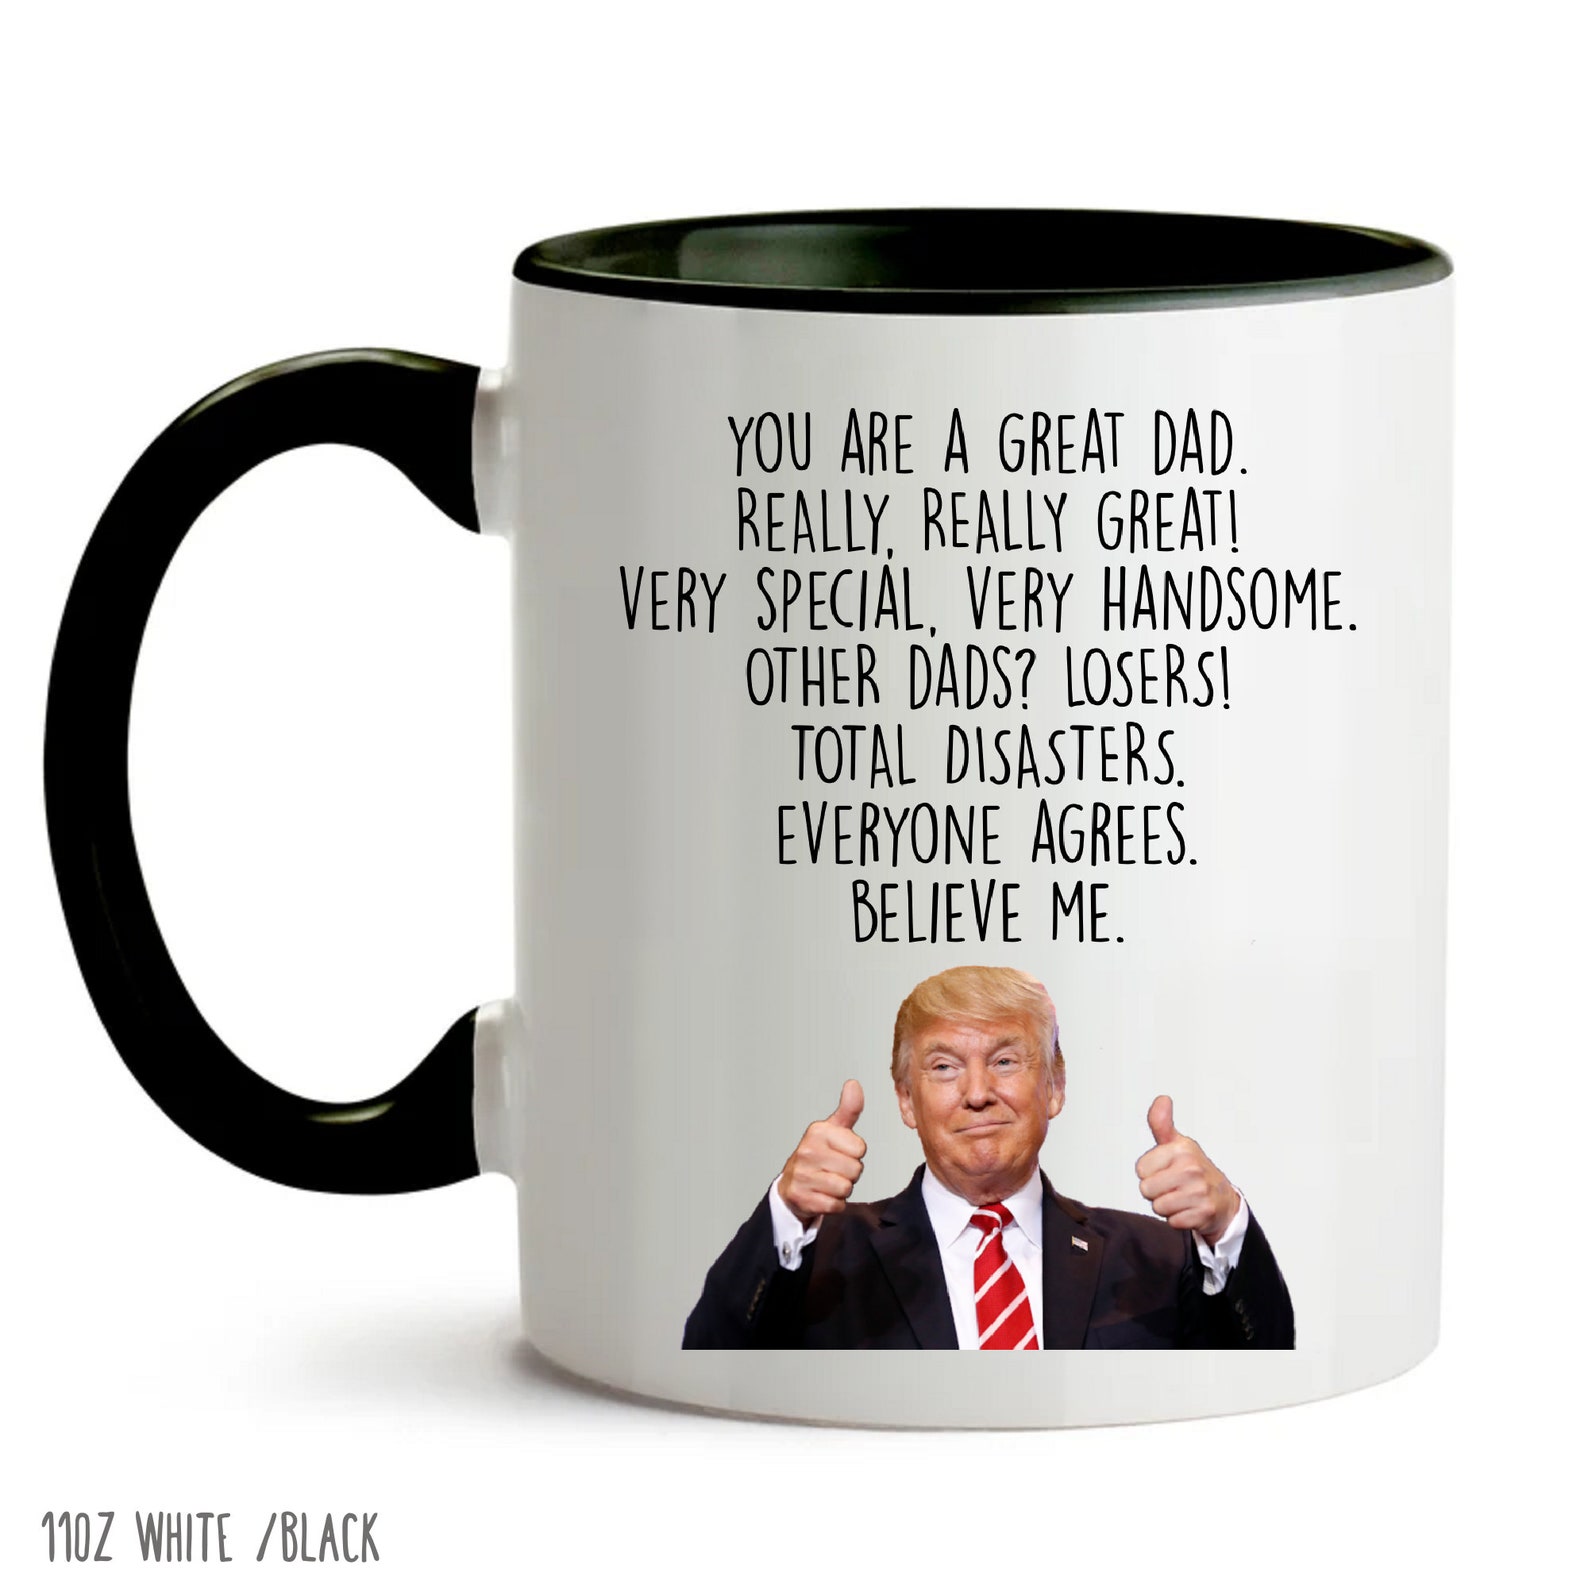 YOU ARE A GREAT DAD.
REALLY, REALLY GREAT!
VERY SPECIAL, VERY HANDSOME.
OTHER DADS? LOSERS!
TOTAL DISASTERS.
EVERYONE AGREES.
BELIEVE ME.
11OZ WHITE /BLACK